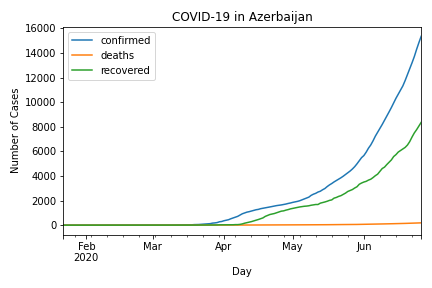 COVID-19 in Azerbaijan
confirmed
deaths
recovered
Number of Cases
16000
14000
12000
10000
8000
6000
4000
2000
0
Feb
2020
Mar
Apr
May
Jun
Day